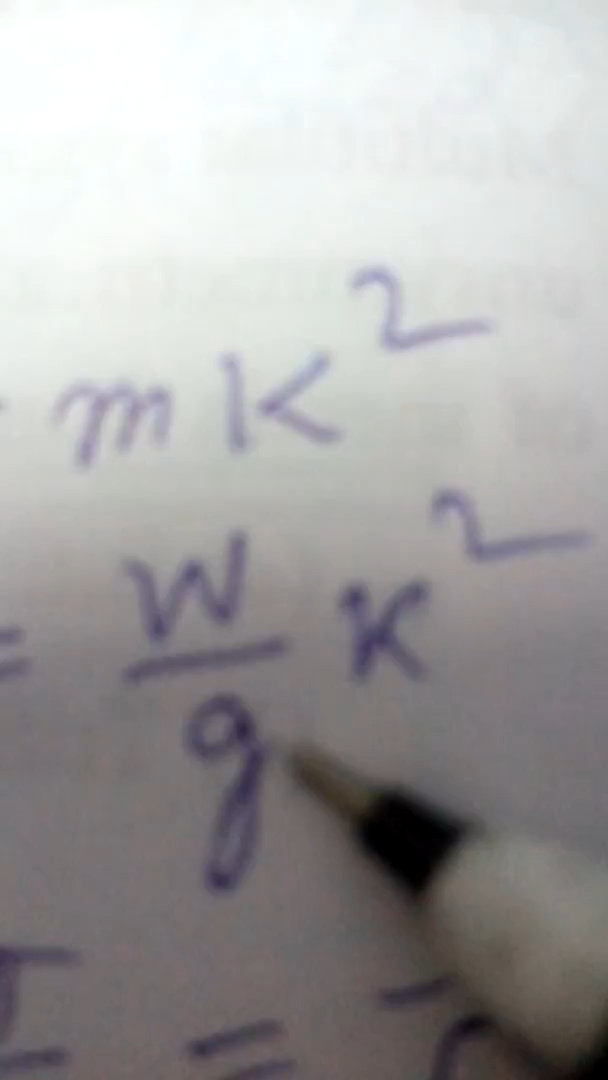 mK²
= W/g K²
I =